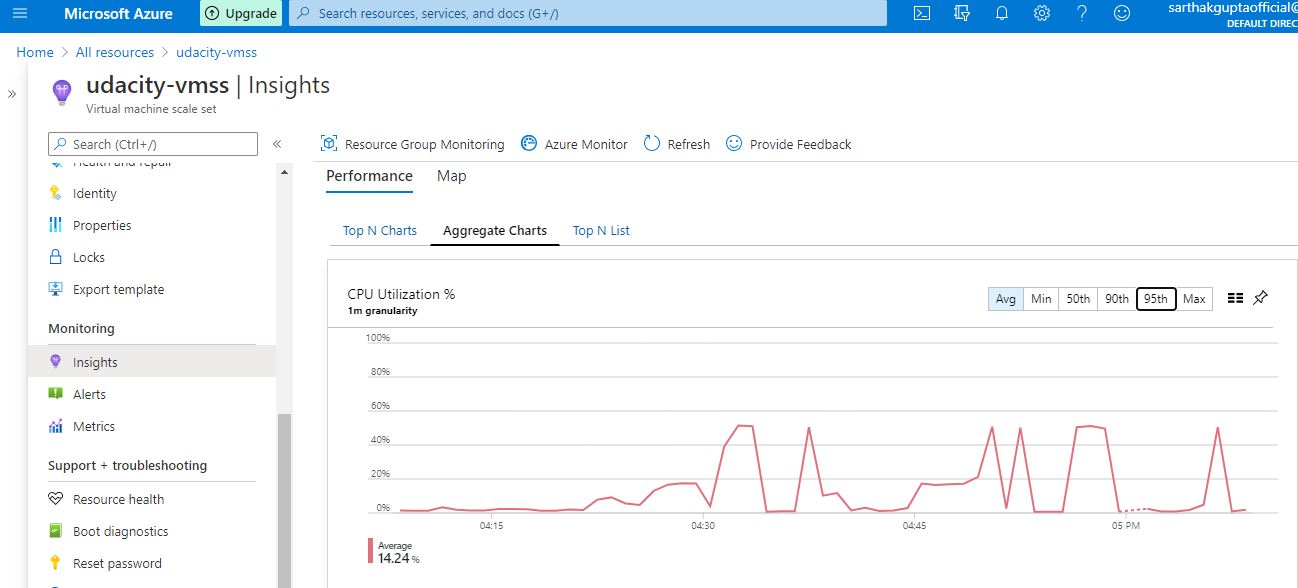 Microsoft Azure
Upgrade
Search resources, services, and docs (G+/)
sarthakguptaofficial@
DEFAULT DIREC
Home > All resources > udacity-vmss
udacity-vmss | Insights
Virtual machine scale set
Search (Ctrl+/)
Resource Group Monitoring
Azure Monitor
Refresh
Provide Feedback
Health and repair
Identity
Properties
Locks
Export template
Monitoring
Insights
Alerts
Metrics
Support + troubleshooting
Resource health
Boot diagnostics
Reset password
Performance Map
Top N Charts Aggregate Charts Top N List
CPU Utilization %
1m granularity
Avg Min 50th 90th 95th Max
100%
80%
60%
40%
20%
0%
04:15 04:30 04:45 05 PM
Average
14.24 %